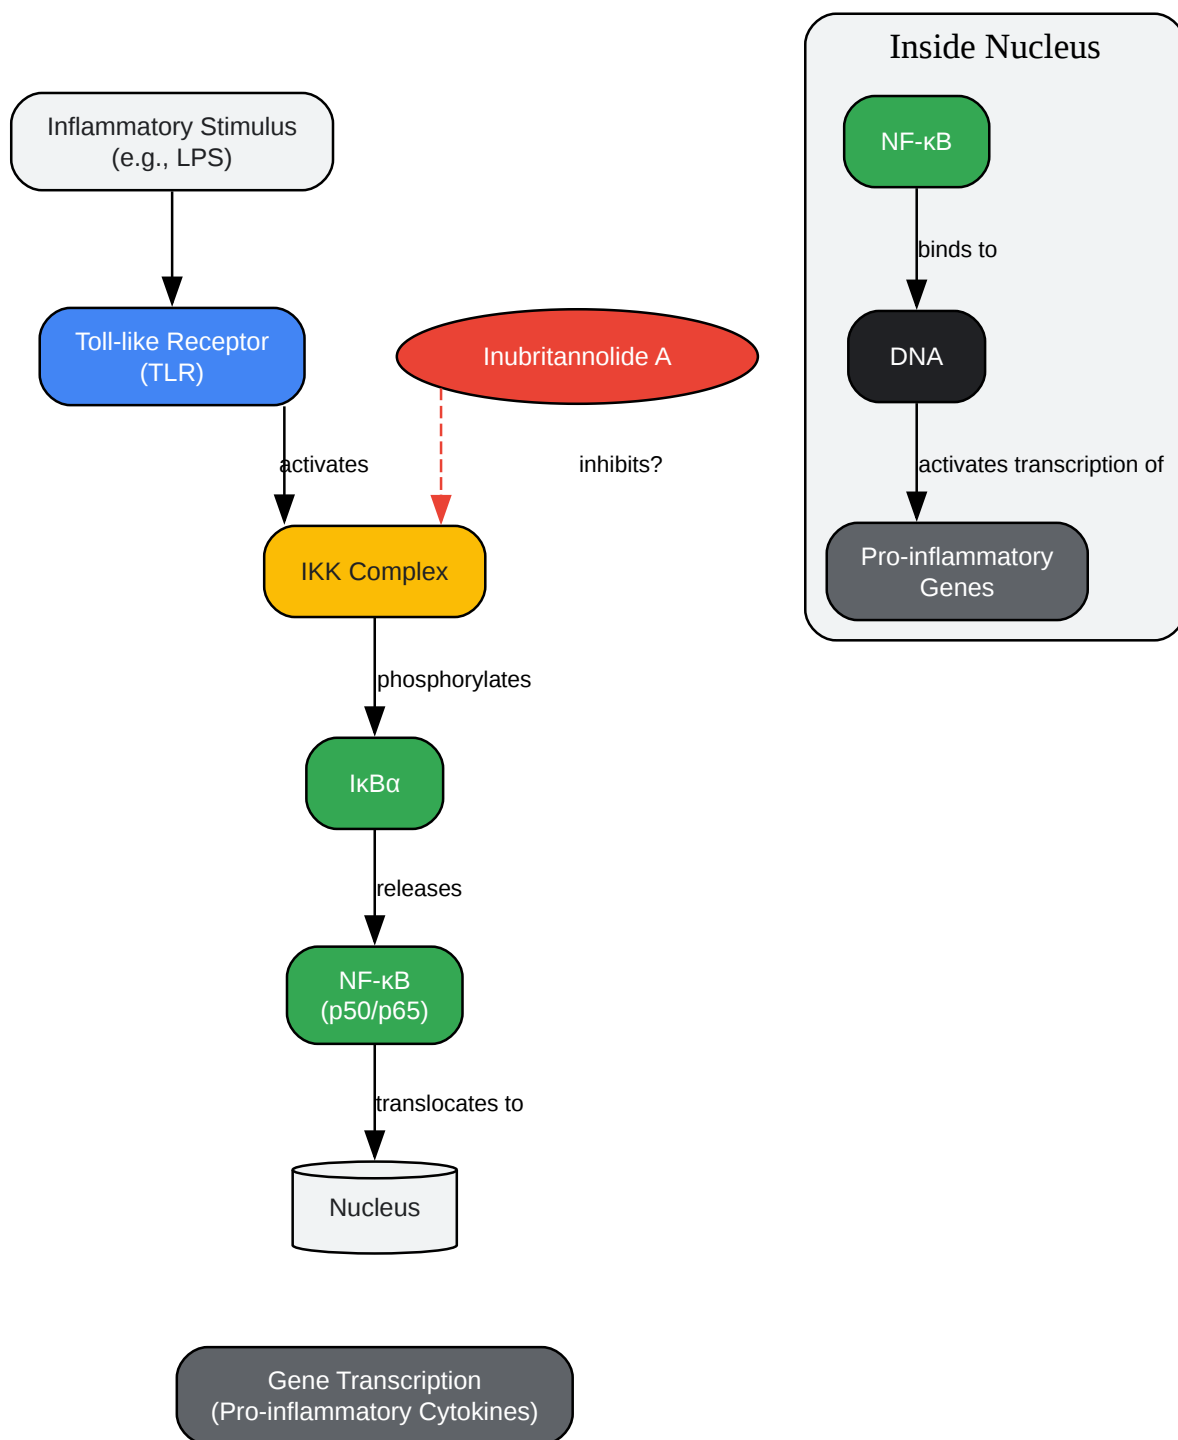 Inside Nucleus
Inflammatory Stimulus
(e.g., LPS)
NF-κB
binds to
Toll-like Receptor
(TLR)
Inubritannolide A
DNA
activates
inhibits?
activates transcription of
IKK Complex
Pro-inflammatory
Genes
phosphorylates
IκBα
releases
NF-κB
(p50/p65)
translocates to
Nucleus
Gene Transcription
(Pro-inflammatory Cytokines)